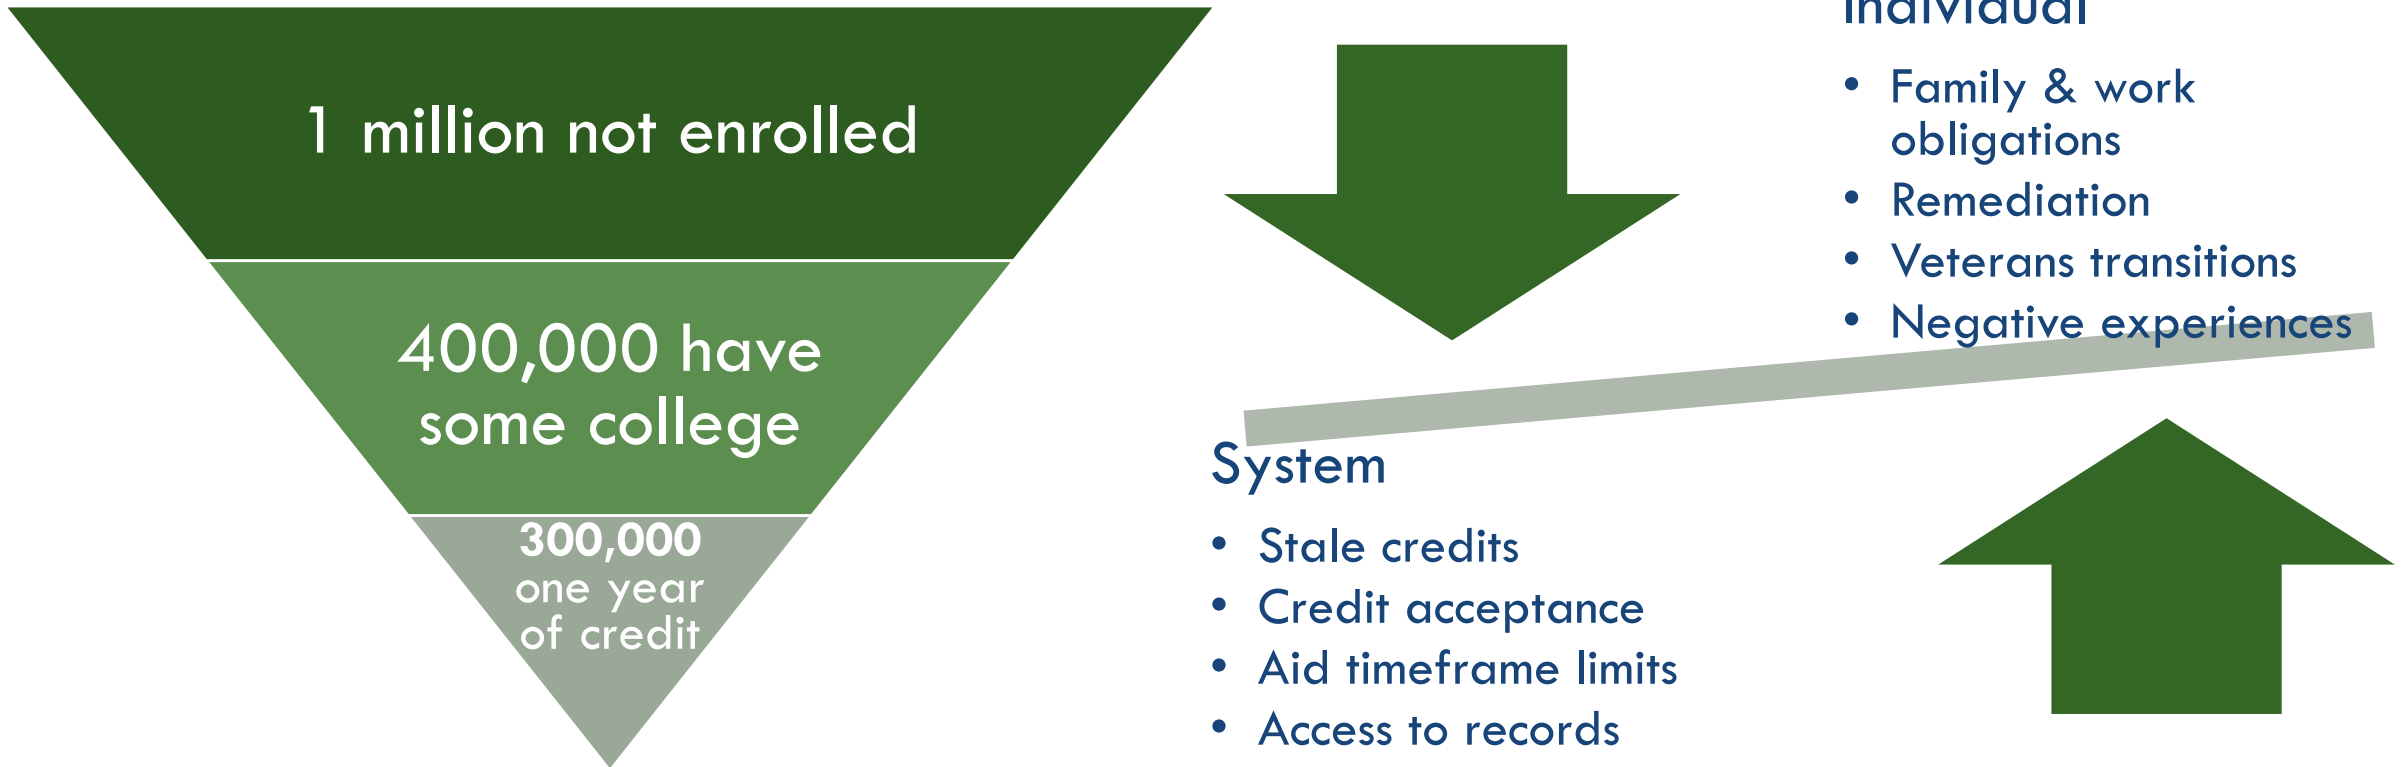 1 million not enrolled
400,000 have
some college
300,000
one year
of credit
Individual
• Family & work
obligations
• Remediation
• Veterans transitions
• Negative experiences
System
• Stale credits
• Credit acceptance
• Aid timeframe limits
• Access to records